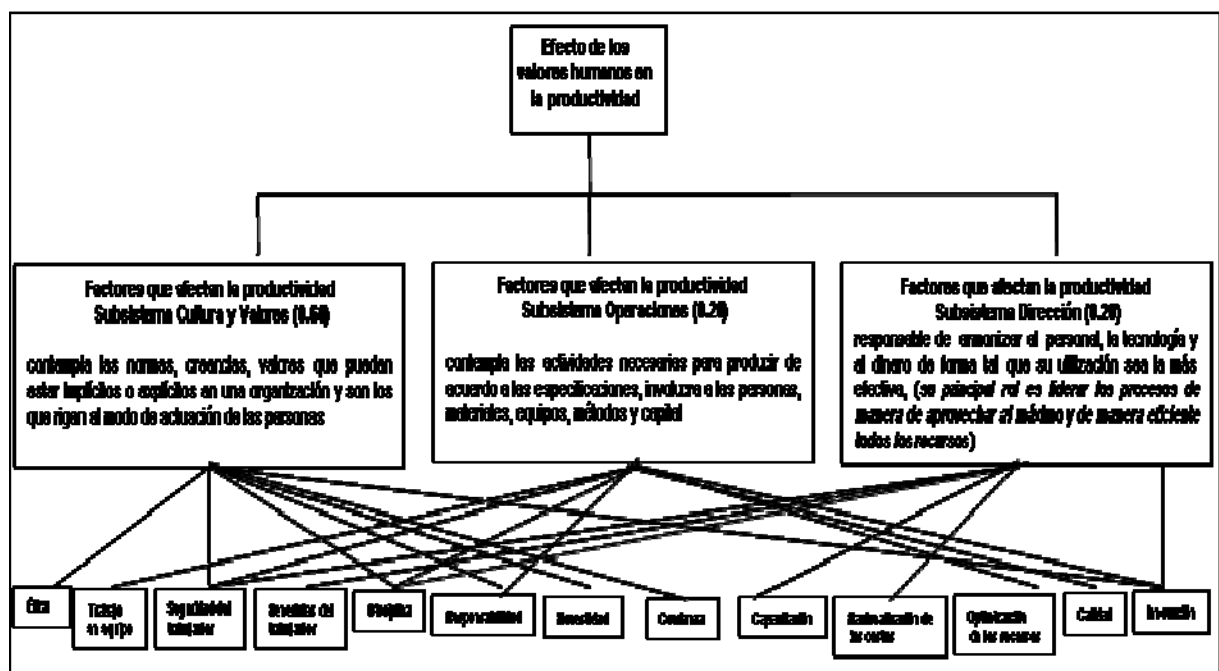 Efecto de los
valores humanos en
la productividad
Factores que afectan la productividad
Subsistema Cultura y Valores (0.60)
contempla las normas, creencias, valores que pueden
estar implícitos o explícitos en una organización y son los
que rigen al modo de actuación de las personas
Factores que afectan la productividad
Subsistema Operaciones (0.20)
contempla las actividades necesarias para producir de
acuerdo a las especificaciones, involucra a las personas,
materiales, equipos, métodos y capital
Factores que afectan la productividad
Subsistema Dirección (0.20)
responsable de armonizar el personal, la tecnología y
el dinero de forma tal que su utilización sea la más
efectiva, (su principal rol es liderar los procesos de
manera de aprovechar al máximo y de manera eficiente
todos los recursos)
Ética
Trabajo
en equipo
Seguridad del
trabajador
del
trabajador
Disciplina
Responsabilidad
Honestidad
Confianza
Capacitación
Racionalización de
los costos
Optimización
de los recursos
Calidad
Innovación